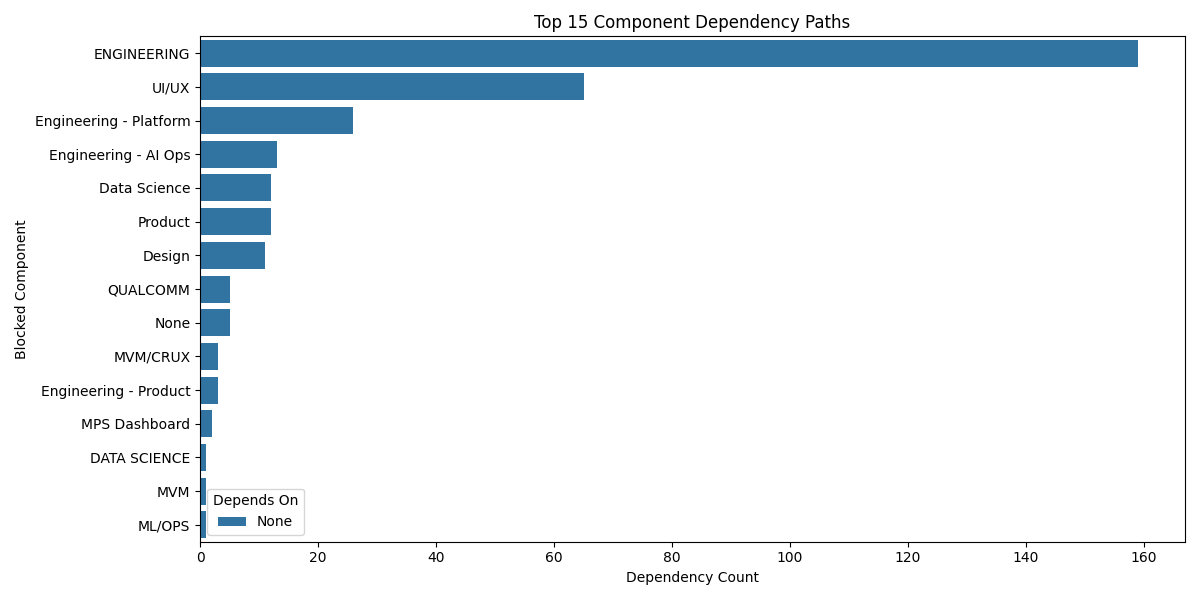 Top 15 Component Dependency Paths
Blocked Component
ENGINEERING
UI/UX
Engineering - Platform
Engineering - AI Ops
Data Science
Product
Design
QUALCOMM
None
MVM/CRUX
Engineering - Product
MPS Dashboard
DATA SCIENCE
MVM
ML/OPS
Depends On
None
0 20 40 60 80 100 120 140 160
Dependency Count